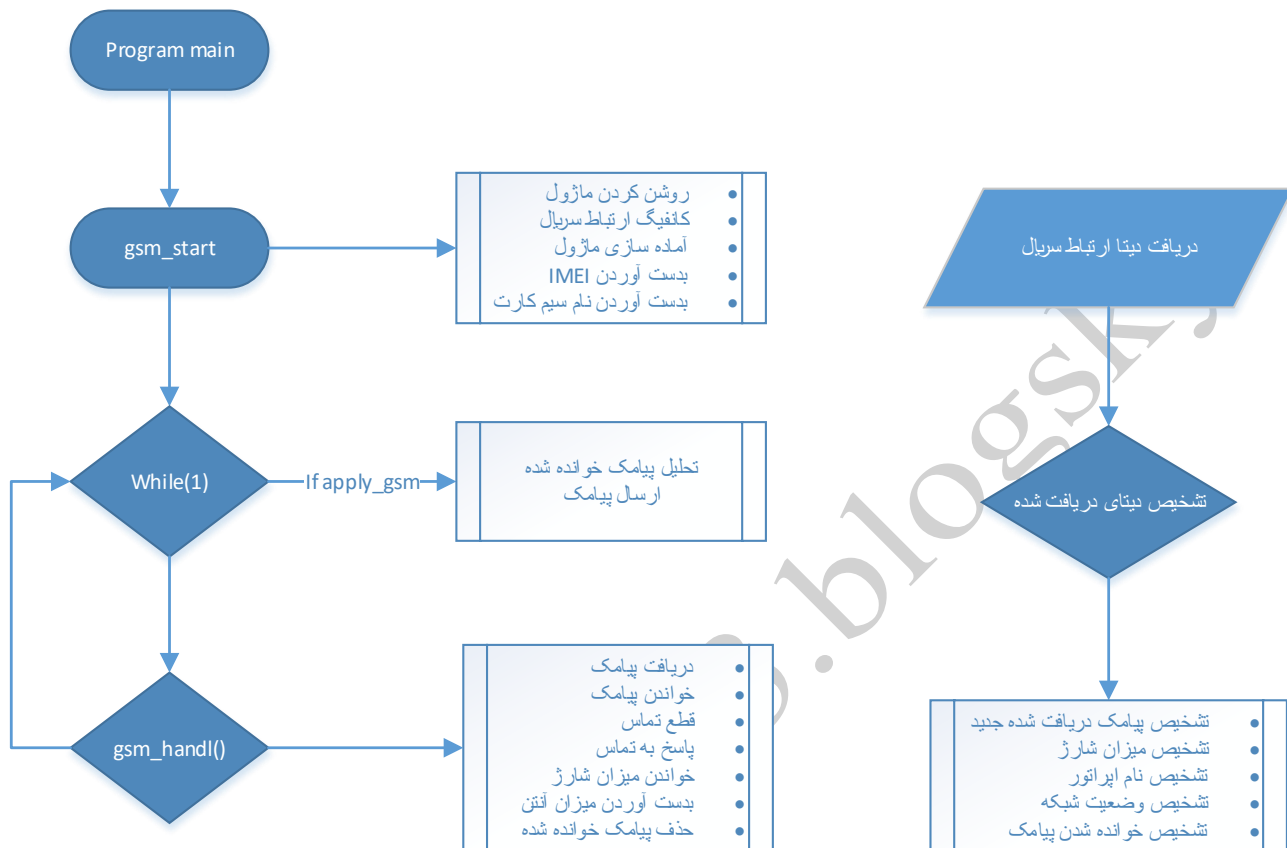 Program main
gsm_start
روشن کردن ماژول
کانفیگ ارتباط سریال
آماده سازی ماژول
بدست آوردن IMEI
بدست آوردن نام سیم کارت
While(1)
If apply_gsm
تحلیل پیامک خوانده شده
ارسال پیامک
gsm_handl()
دریافت پیامک
خواندن پیامک
قطع تماس
پاسخ به تماس
خواندن میزان شارژ
بدست آوردن میزان آنتن
حذف پیامک خوانده شده
دریافت دیتا ارتباط سریال
تشخیص دیتای دریافت شده
تشخیص پیامک دریافت شده جدید
تشخیص میزان شارژ
تشخیص نام اپراتور
تشخیص وضعیت شبکه
تشخیص خوانده شدن پیامک
.blogsk